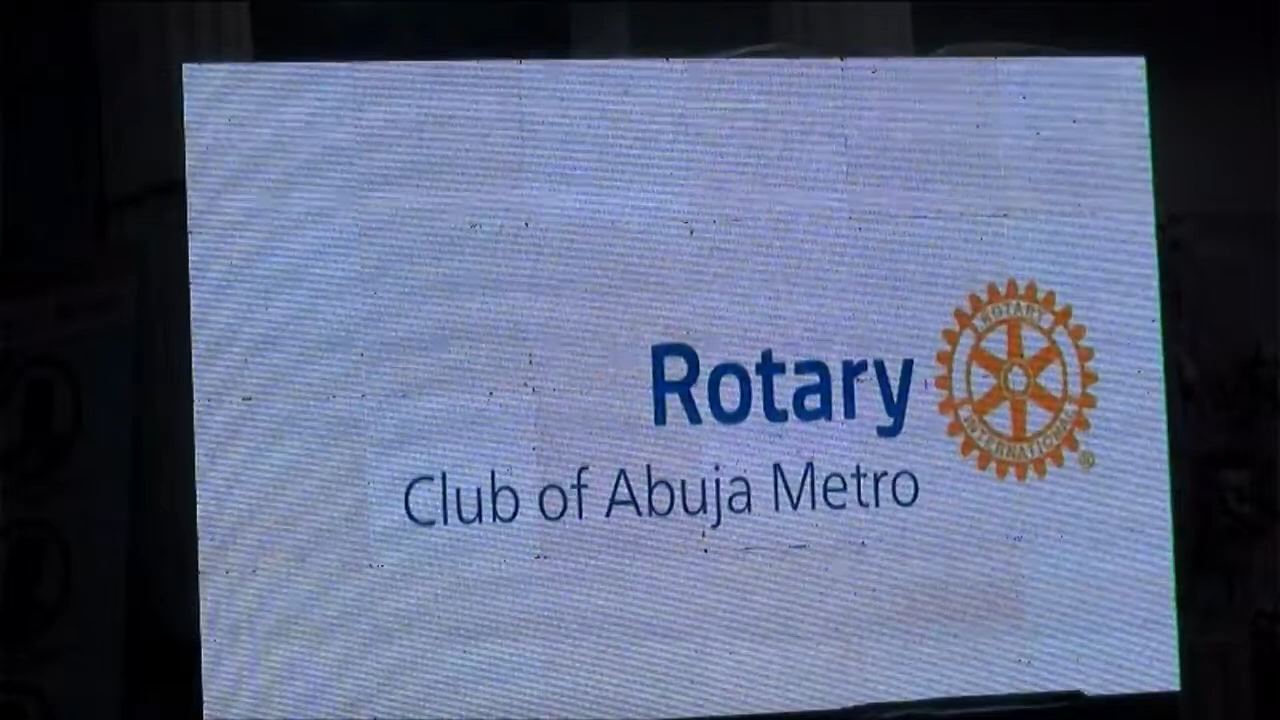 Rotary
ROTARY
INTERNATIONAL
®
Club of Abuja Metro